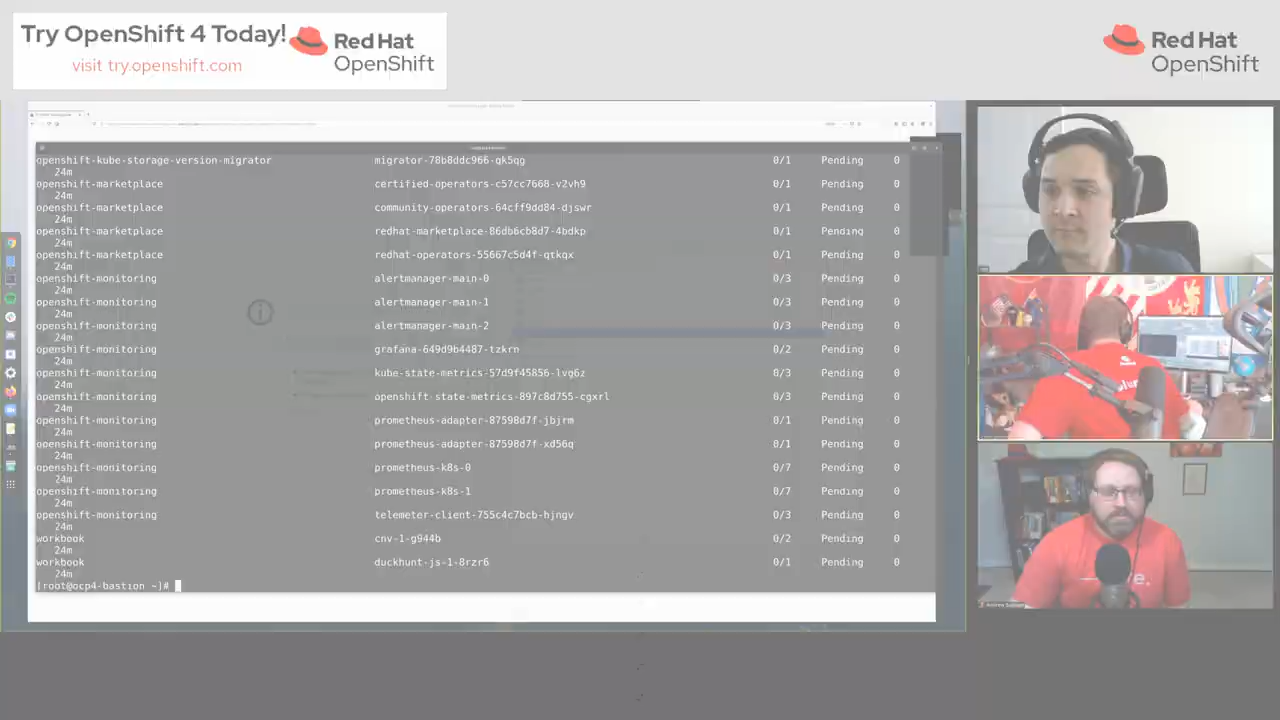 Try OpenShift 4 Today!
visit try.openshift.com
Red Hat
OpenShift
Red Hat
OpenShift
openshift-kube-storage-version-migrator migrator-78b8ddc966-qk5qg 0/1 Pending 0
24m
openshift-marketplace certified-operators-c57cc7668-v2vh9 0/1 Pending 0
24m
openshift-marketplace community-operators-64cff9dd84-djswr 0/1 Pending 0
24m
openshift-marketplace redhat-marketplace-86db6cb8d7-4bdkp 0/1 Pending 0
24m
openshift-marketplace redhat-operators-55667c5d4f-qtkqx 0/1 Pending 0
24m
openshift-monitoring alertmanager-main-0 0/3 Pending 0
24m
openshift-monitoring alertmanager-main-1 0/3 Pending 0
24m
openshift-monitoring alertmanager-main-2 0/3 Pending 0
24m
openshift-monitoring grafana-649d9b4487-tzkrn 0/2 Pending 0
24m
openshift-monitoring kube-state-metrics-57d9f45856-lvg6z 0/3 Pending 0
24m
openshift-monitoring openshift-state-metrics-897c8d755-cgxrl 0/3 Pending 0
24m
openshift-monitoring prometheus-adapter-87598d7f-jbjrm 0/1 Pending 0
24m
openshift-monitoring prometheus-adapter-87598d7f-xd56q 0/1 Pending 0
24m
openshift-monitoring prometheus-k8s-0 0/7 Pending 0
24m
openshift-monitoring prometheus-k8s-1 0/7 Pending 0
24m
openshift-monitoring telemeter-client-755c4c7bcb-hjngv 0/3 Pending 0
24m
workbook cnv-1-g944b 0/2 Pending 0
24m
workbook duckhunt-js-1-8rzr6 0/1 Pending 0
24m
[root@ocp4-bastion ~]#